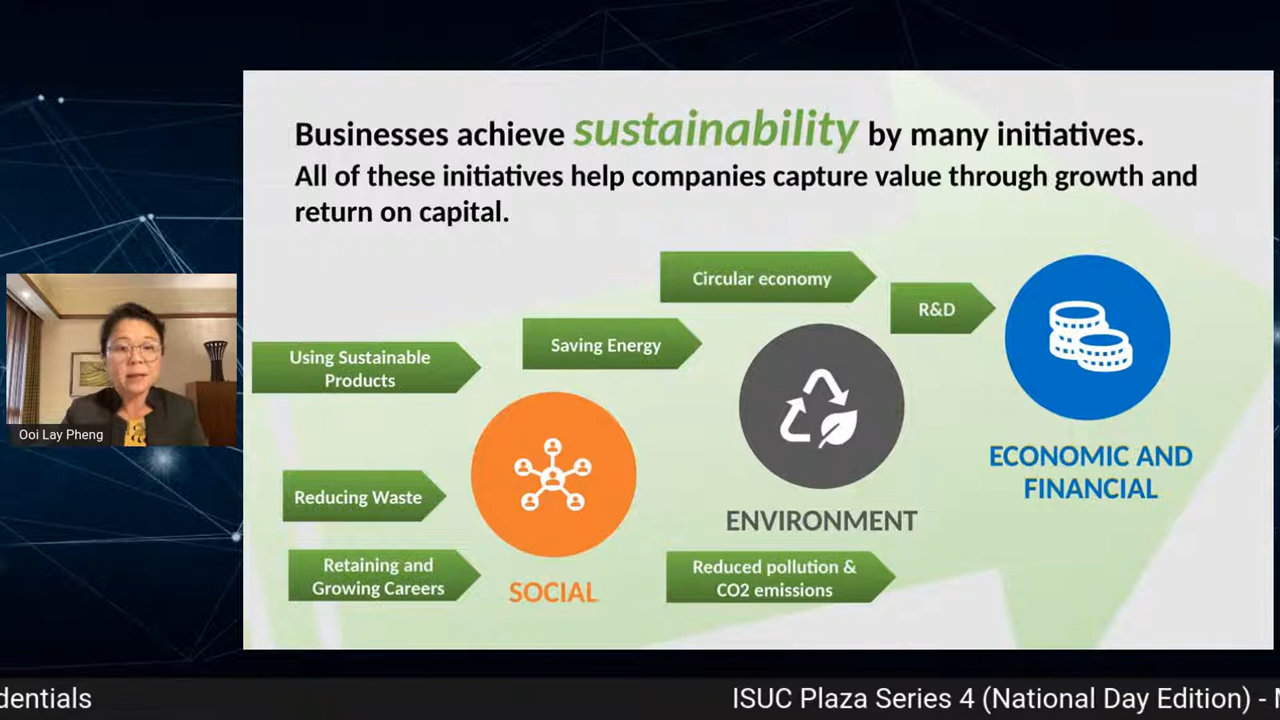 Businesses achieve sustainability by many initiatives.
All of these initiatives help companies capture value through growth and
return on capital.
Circular economy
R&D
Saving Energy
Using Sustainable
Products
Ooi Lay Pheng
ECONOMIC AND
FINANCIAL
Reducing Waste
ENVIRONMENT
Retaining and
Growing Careers
SOCIAL
Reduced pollution &
CO2 emissions
dentials
ISUC Plaza Series 4 (National Day Edition) -